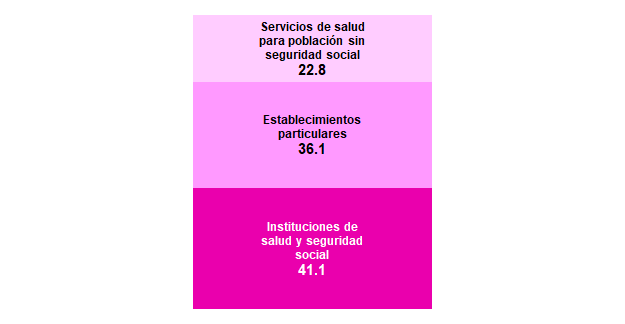 Servicios de salud
para población sin
seguridad social
22.8
Establecimientos
particulares
36.1
Instituciones de
salud y seguridad
social
41.1